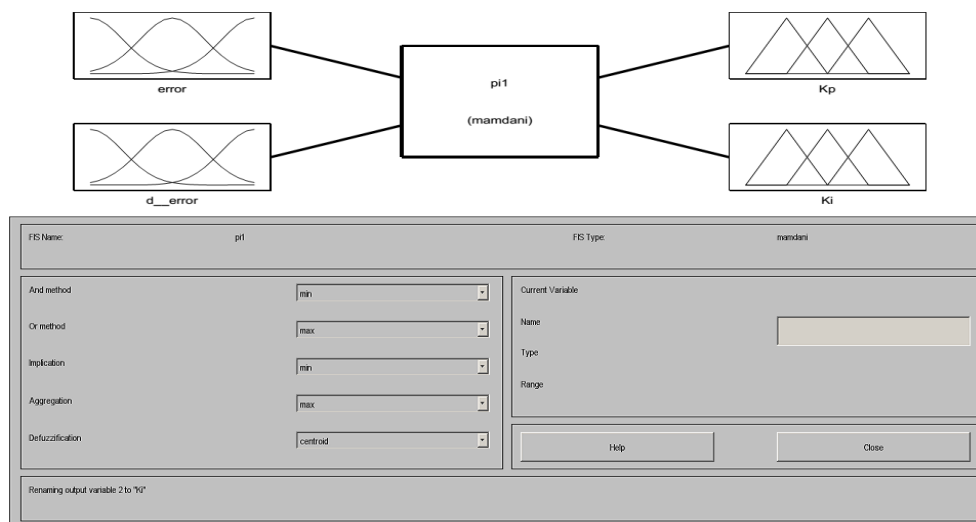 error
d__error
pi1
(mamdani)
Kp
Ki
FIS Name: pi1 FIS Type: mamdani
And method min
Or method max
Implication min
Aggregation max
Defuzzification centroid
Current Variable
Name
Type
Range
Help Close
Renaming output variable 2 to "Ki"